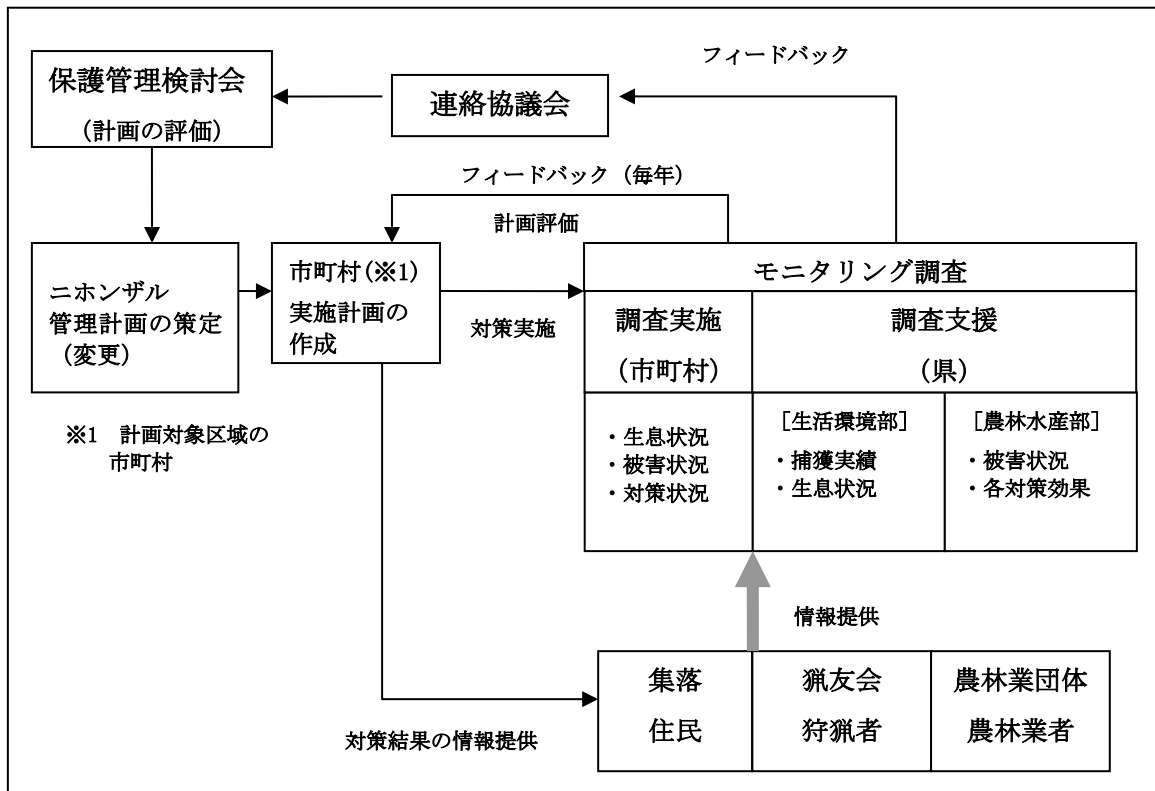 フィードバック
保護管理検討会
(計画の評価)
連絡協議会
フィードバック（毎年）
計画評価
ニホンザル
管理計画の策定
(変更)
市町村(※1)
実施計画の
作成
対策実施
モニタリング調査
調査実施
(市町村)
調査支援
(県)
・生息状況
・被害状況
・対策状況
［生活環境部］
・捕獲実績
・生息状況
［農林水産部］
・被害状況
・各対策効果
※1　計画対象区域の
市町村
情報提供
集落
住民
猟友会
狩猟者
農林業団体
農林業者
対策結果の情報提供